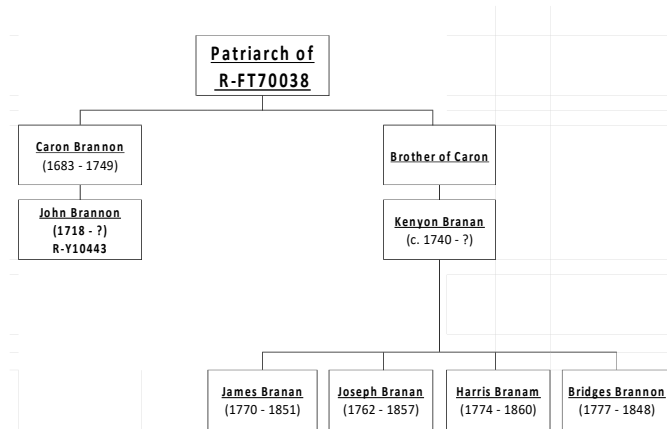 Patriarch of
R-FT70038
Caron Brannon
(1683 - 1749)
Brother of Caron
John Brannon
(1718 - ?)
R-Y10443
Kenyon Branan
(c. 1740 - ?)
James Branan
(1770 - 1851)
Joseph Branan
(1762 - 1857)
Harris Branam
(1774 - 1860)
Bridges Brannon
(1777 - 1848)